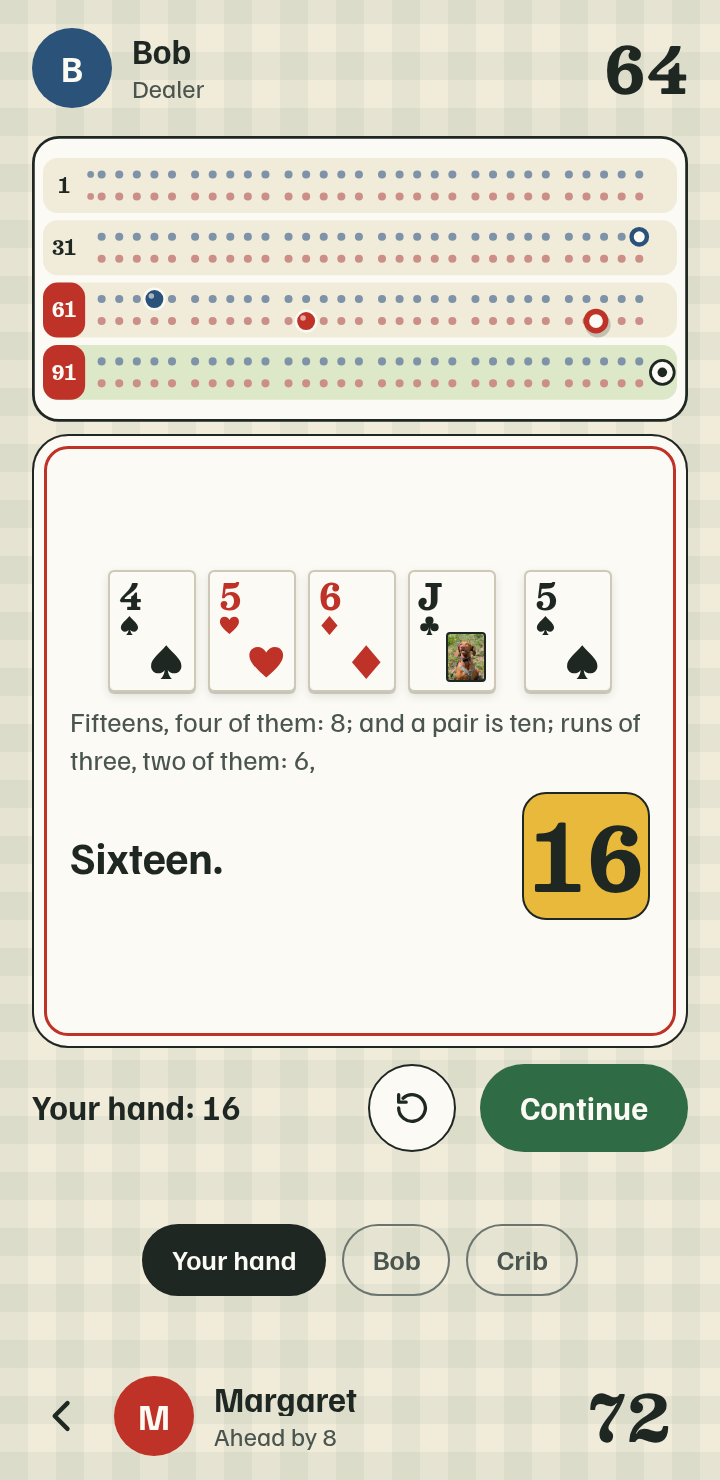 B
Bob
Dealer
64
1
31
61
91
4
5
6
J
5
Fifteens, four of them: 8; and a pair is ten; runs of
three, two of them: 6,
Sixteen.
16
Your hand: 16
Continue
Your hand
Bob
Crib
M
Margaret
Ahead by 8
72